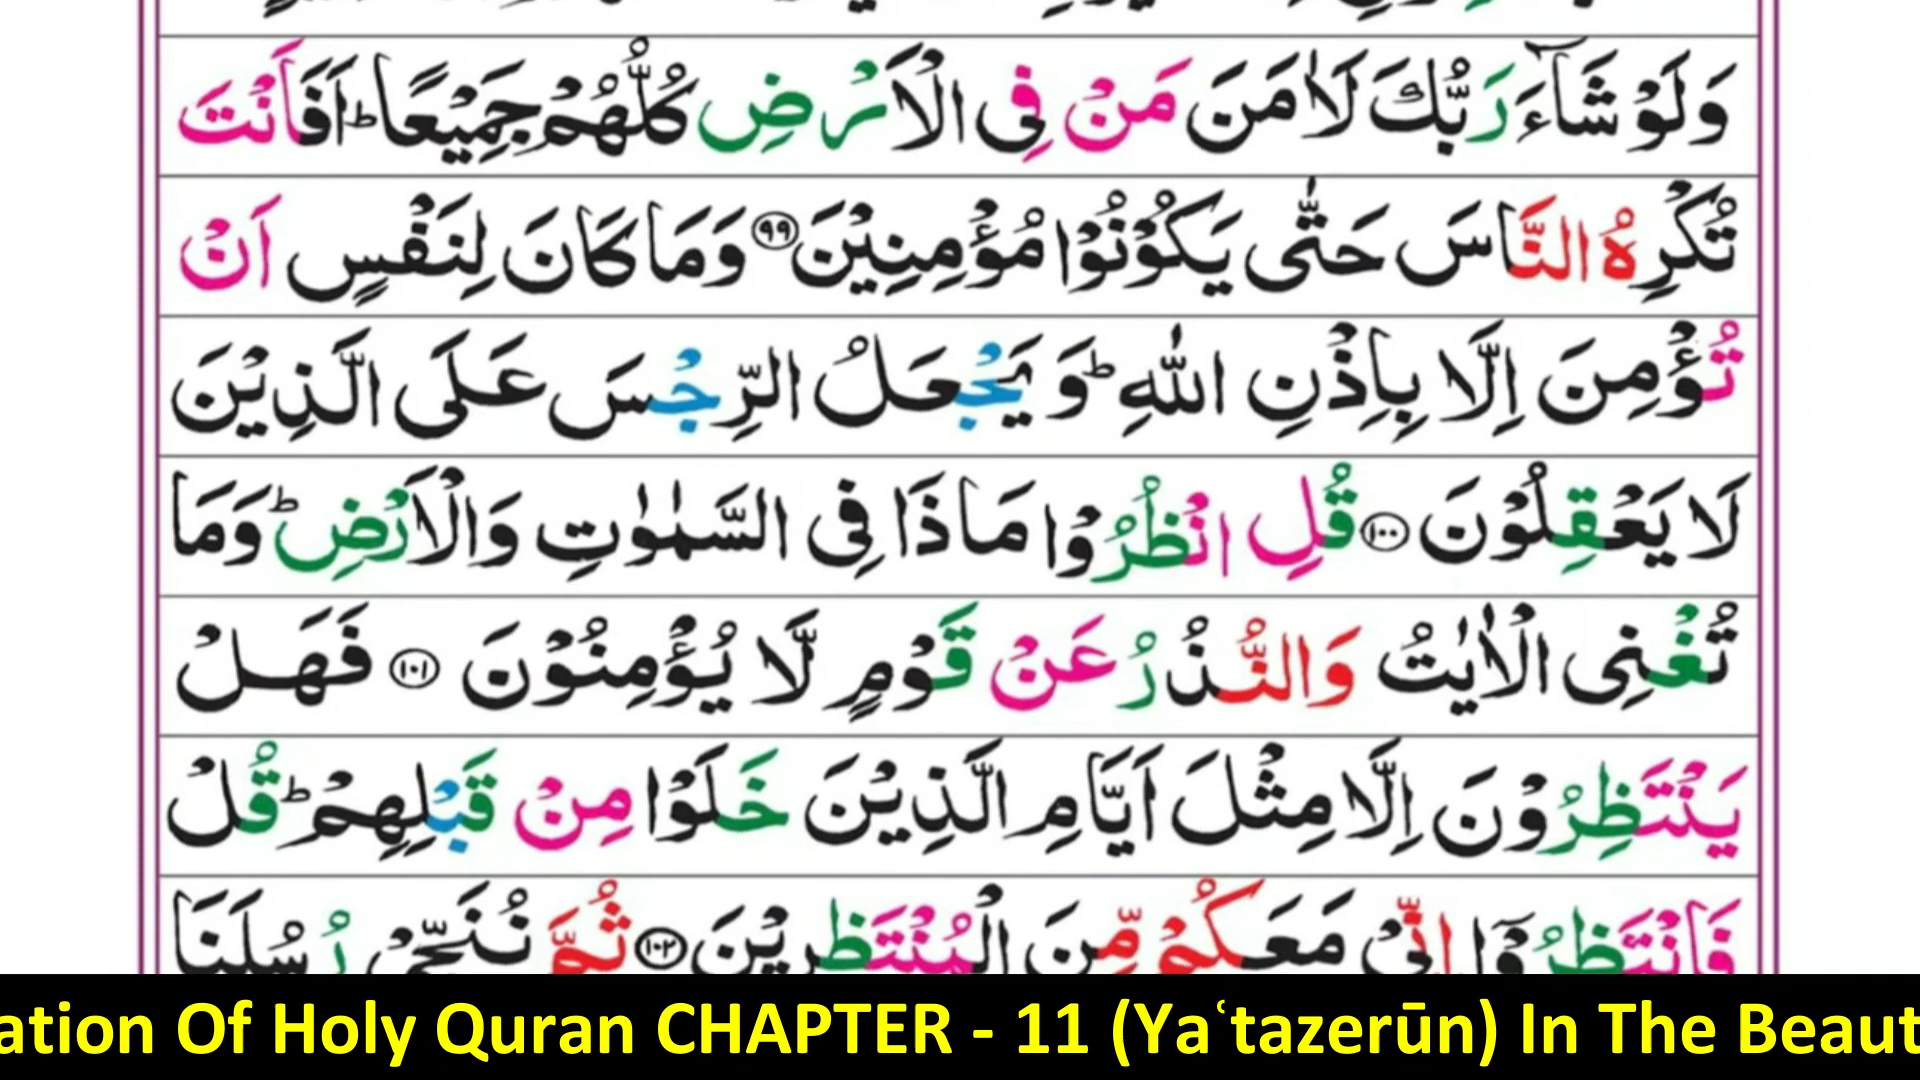 وَلَوْ شَآءَ رَبُّكَ لَاٰمَنَ مَنْ فِى الْاَرْضِ كُلُّهُمْ جَمِيْعًا ؕ اَفَاَنْتَ
تُكْرِهُ النَّاسَ حَتّٰى يَكُوْنُوْا مُؤْمِنِيْنَ ۹۹ وَمَا كَانَ لِنَفْسٍ اَنْ
تُؤْمِنَ اِلَّا بِاِذْنِ اللّٰهِ ؕ وَ يَجْعَلُ الرِّجْسَ عَلَى الَّذِيْنَ
لَا يَعْقِلُوْنَ ۱۰۰ قُلِ انْظُرُوْا مَاذَا فِى السَّمٰوٰتِ وَالْاَرْضِ ؕ وَمَا
تُغْنِى الْاٰيٰتُ وَالنُّذُرُ عَنْ قَوْمٍ لَّا يُؤْمِنُوْنَ ۱۰۱ فَهَلْ
يَنْتَظِرُوْنَ اِلَّا مِثْلَ اَيَّامِ الَّذِيْنَ خَلَوْا مِنْ قَبْلِهِمْ ؕ قُلْ
فَانْتَظِرُوْۤا اِنِّىْ مَعَكُمْ مِّنَ الْمُنْتَظِرِيْنَ ۱۰۲ ثُمَّ نُنَجِّىْ رُسُلَنَا
ation Of Holy Quran CHAPTER - 11 (Yaʿtazerūn) In The Beaut